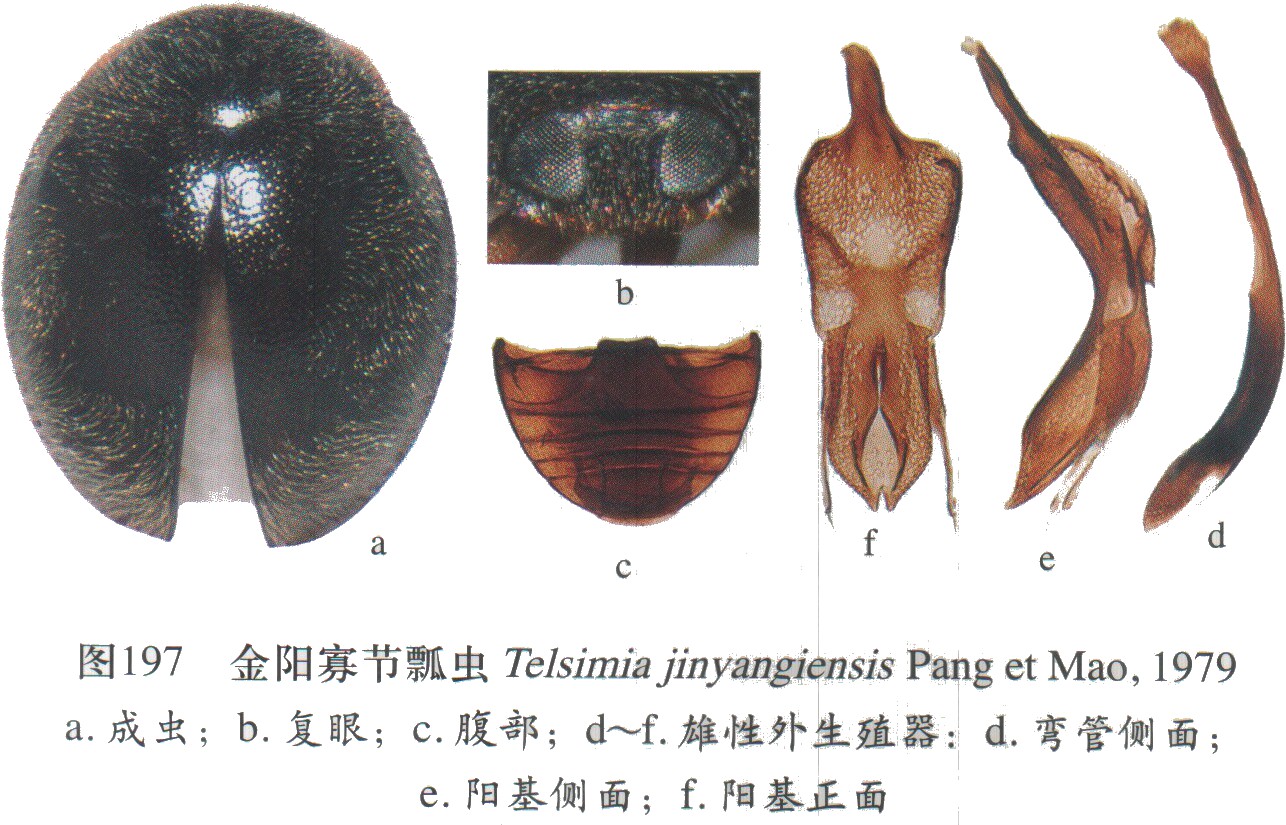 a
b
c
f
e
d
图197 金阳寡节瓢虫 Telsimia jinyangiensis Pang et Mao, 1979
a. 成虫；b. 复眼；c. 腹部；d～f. 雄性外生殖器：d. 弯管侧面；
e. 阳基侧面；f. 阳基正面